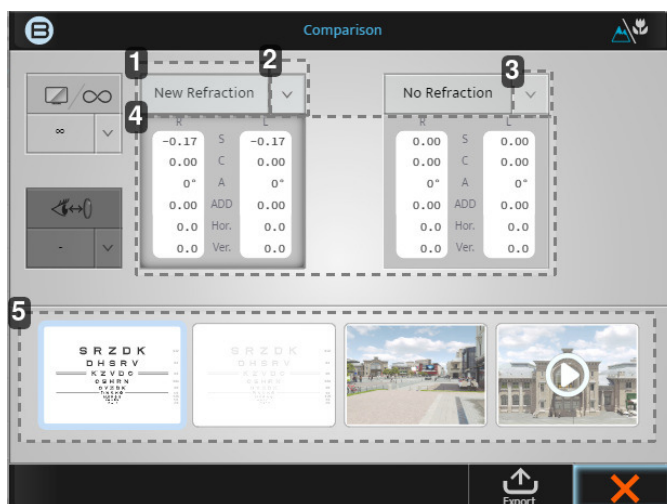 B Comparison
1 2 3
New Refraction No Refraction
∞
4
R L R L
-0.17 S -0.17 0.00 S 0.00
0.00 C 0.00 0.00 C 0.00
0° A 0° 0° A 0°
0.00 ADD 0.00 0.00 ADD 0.00
0.0 Hor. 0.0 0.0 Hor. 0.0
-
0.0 Ver. 0.0 0.0 Ver. 0.0
5
S R Z D K S R Z D K
D H S R V D H S R V
K Z V D C K Z V D C
Export